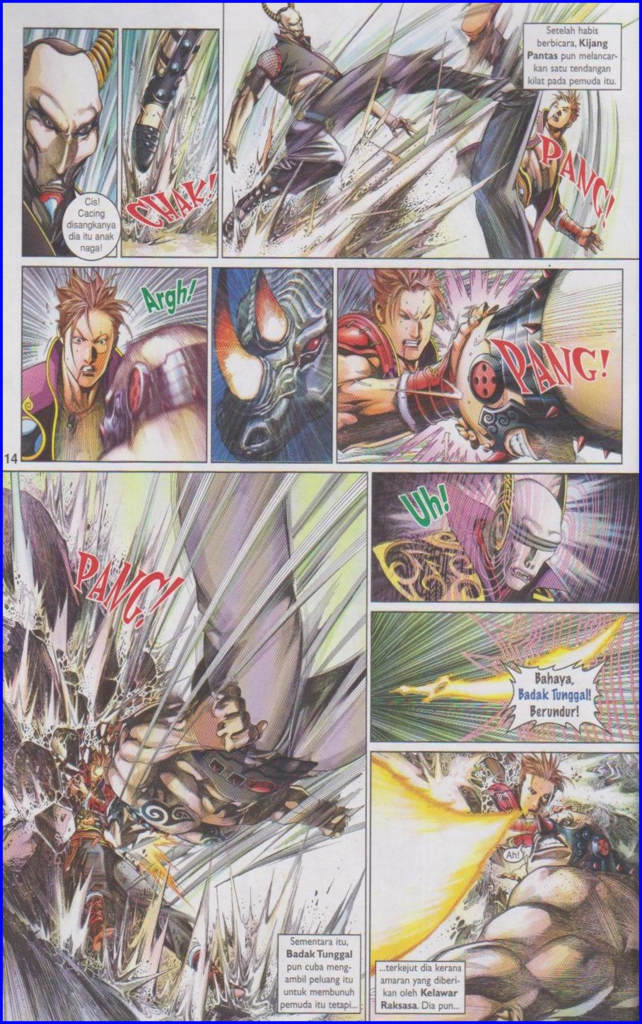 Cis!
Cacing
disangkanya
dia itu anak
naga!
CHAK!
Setelah habis
berbicara, Kijang
Pantas pun melancar-
kan satu tendangan
kilat pada pemuda itu.
PANG!
Argh!
PANG!
14
PANG!
Uh!
Bahaya,
Badak Tunggal!
Berundur!
Sementara itu,
Badak Tunggal
pun cuba meng-
ambil peluang itu
untuk membunuh
pemuda itu tetapi...
Ah!
...terkejut dia kerana
amaran yang diberi-
kan oleh Kelawar
Raksasa. Dia pun...